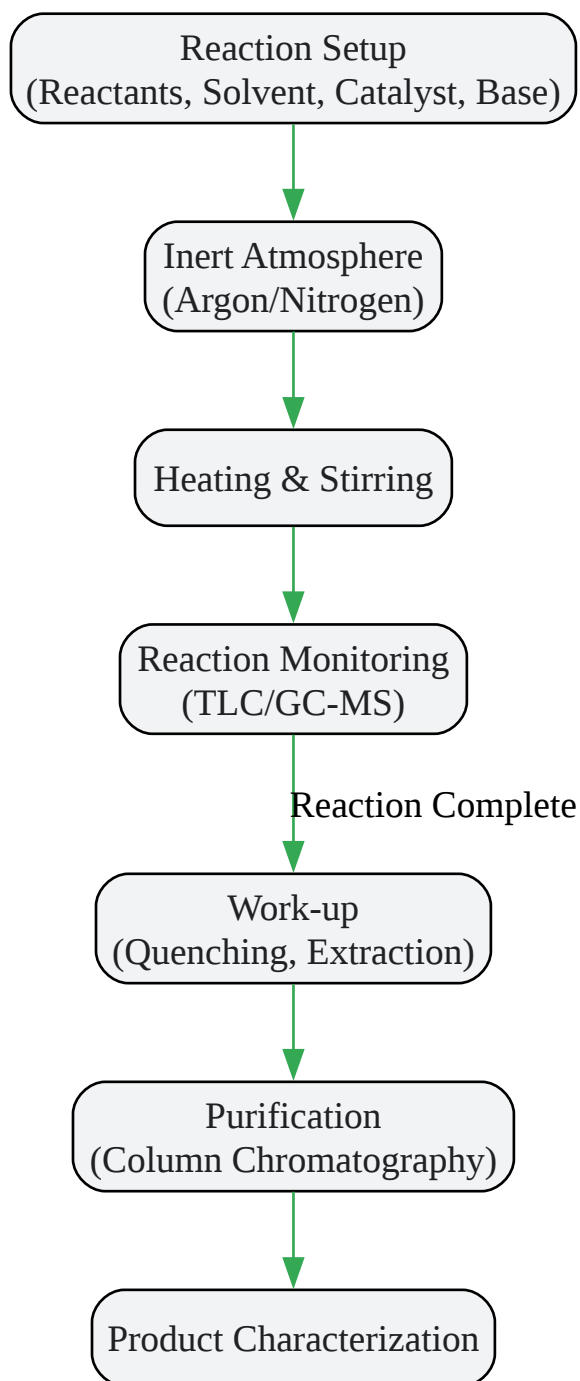 Reaction Setup
(Reactants, Solvent, Catalyst, Base)
Inert Atmosphere
(Argon/Nitrogen)
Heating & Stirring
Reaction Monitoring
(TLC/GC-MS)
Reaction Complete
Work-up
(Quenching, Extraction)
Purification
(Column Chromatography)
Product Characterization